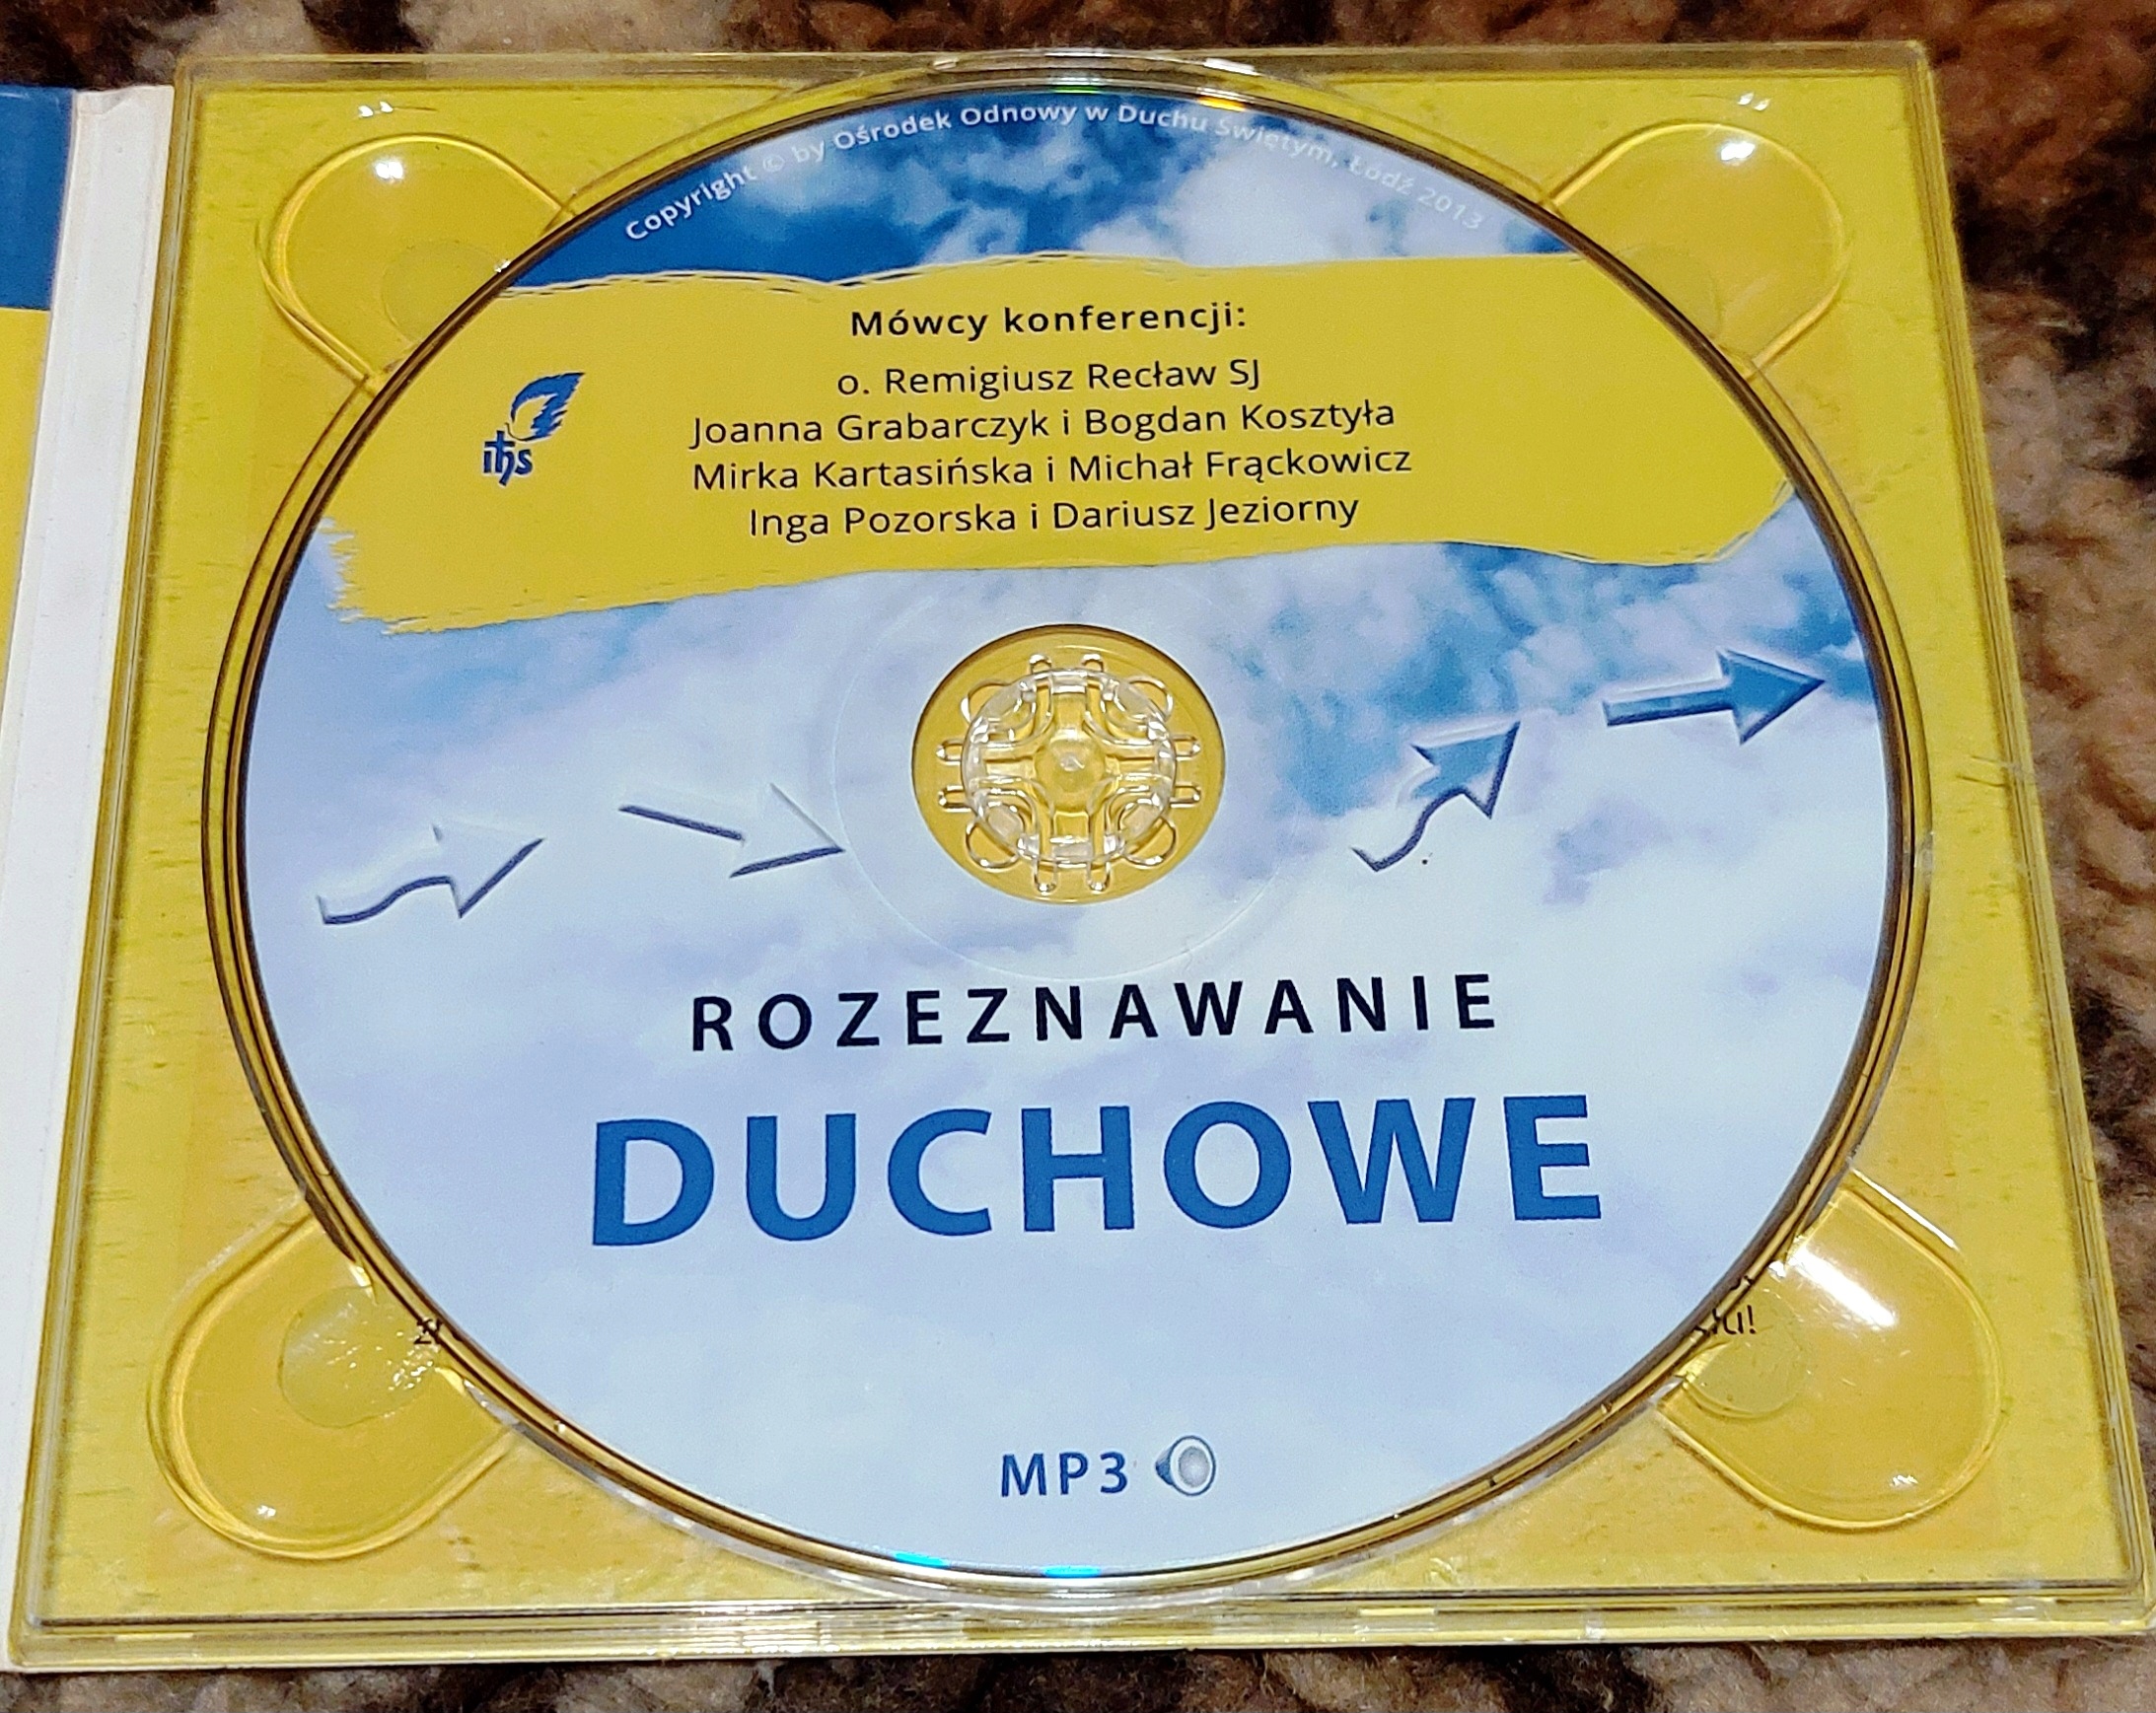 Copyright © by Ośrodek Odnowy w Duchu Świętym, Łódź 2013
Mówcy konferencji:
o. Remigiusz Recław SJ
Joanna Grabarczyk i Bogdan Kosztyła
Mirka Kartasińska i Michał Frąckowicz
Inga Pozorska i Dariusz Jeziorny
ihs
ROZEZNAWANIE
DUCHOWE
MP3